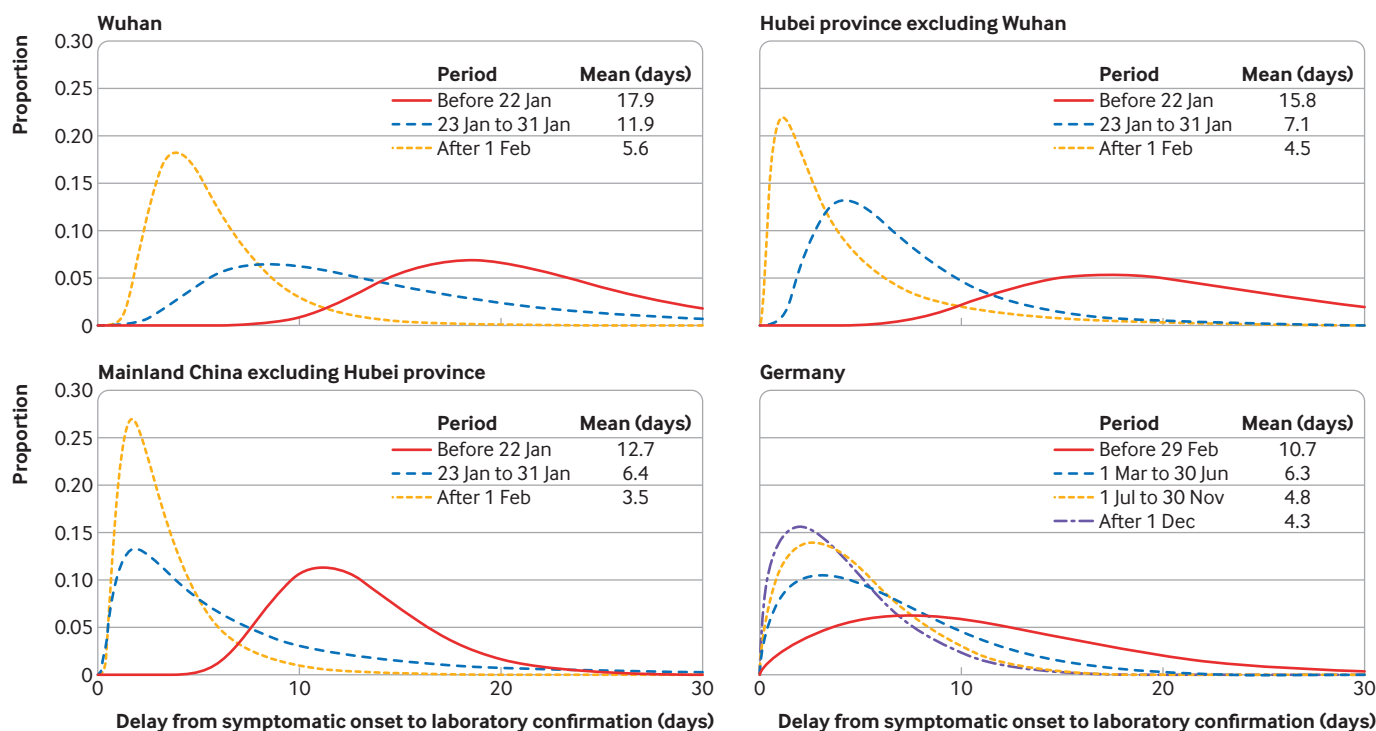 Wuhan
Proportion
0.30
0.25
0.20
0.15
0.10
0.05
0
Period Mean (days)
Before 22 Jan 17.9
23 Jan to 31 Jan 11.9
After 1 Feb 5.6
Hubei province excluding Wuhan
Period Mean (days)
Before 22 Jan 15.8
23 Jan to 31 Jan 7.1
After 1 Feb 4.5
Mainland China excluding Hubei province
Proportion
0.30
0.25
0.20
0.15
0.10
0.05
0
Period Mean (days)
Before 22 Jan 12.7
23 Jan to 31 Jan 6.4
After 1 Feb 3.5
0 10 20 30
Delay from symptomatic onset to laboratory confirmation (days)
Germany
Period Mean (days)
Before 29 Feb 10.7
1 Mar to 30 Jun 6.3
1 Jul to 30 Nov 4.8
After 1 Dec 4.3
0 10 20 30
Delay from symptomatic onset to laboratory confirmation (days)